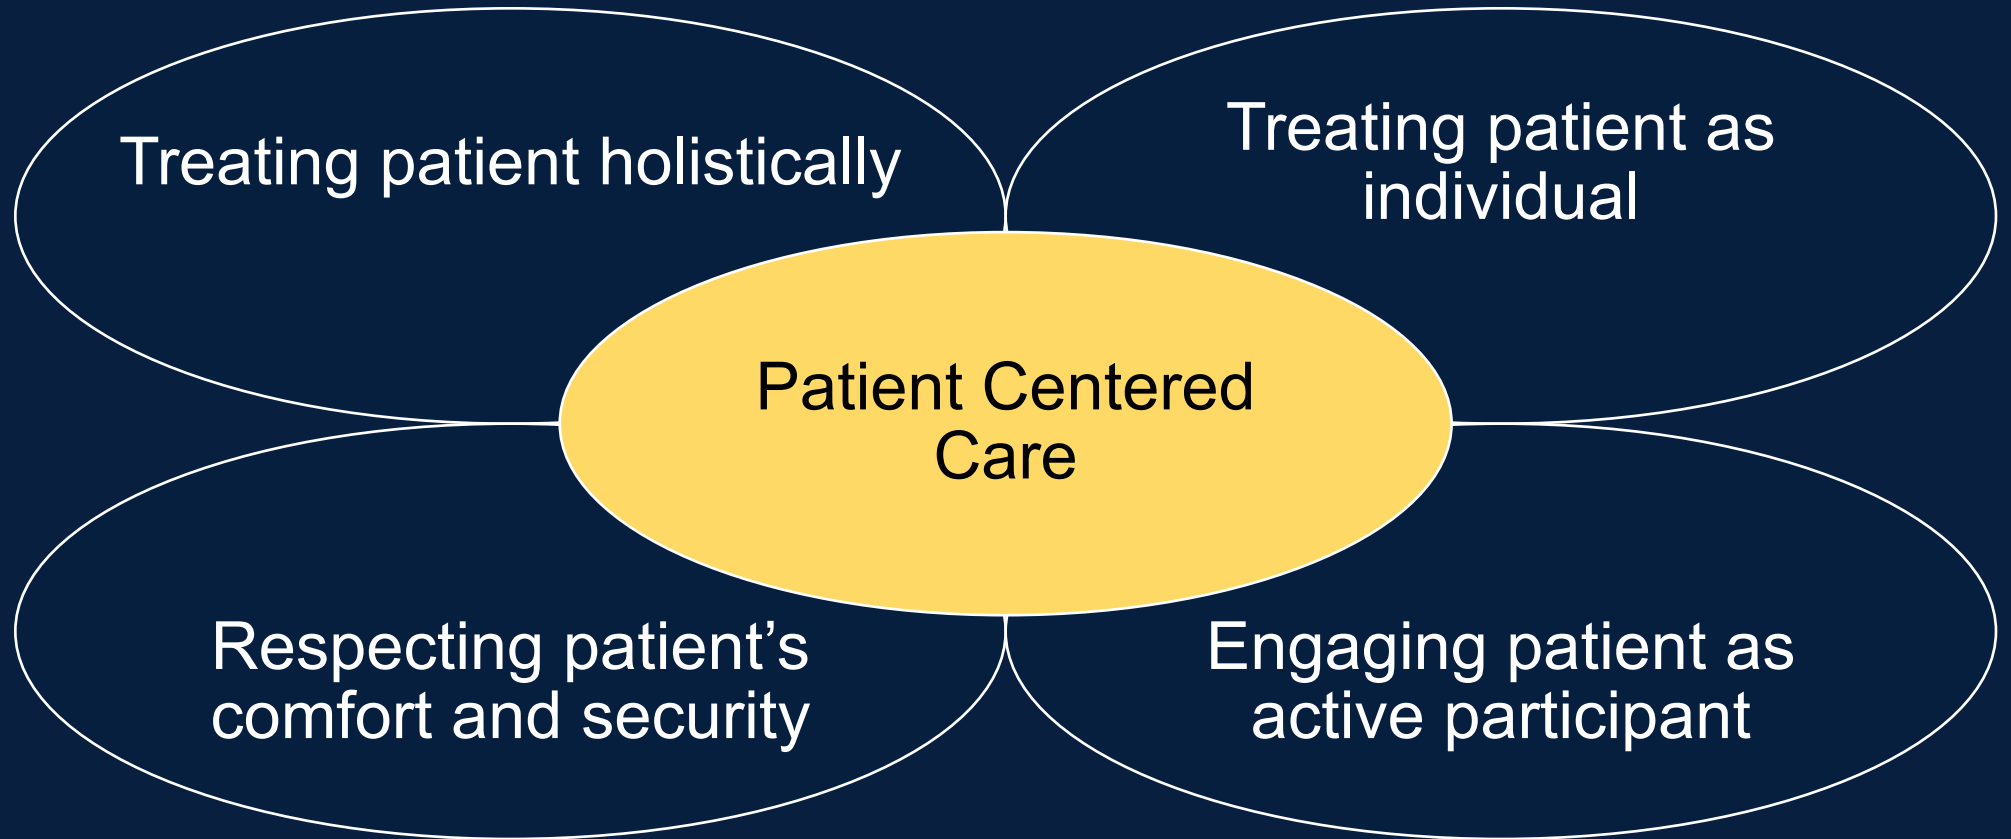 Treating patient holistically
Treating patient as
individual
Patient Centered
Care
Respecting patient’s
comfort and security
Engaging patient as
active participant